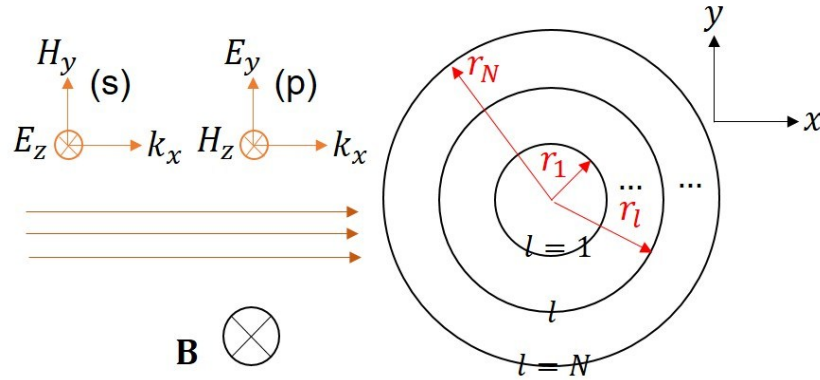 H_y (s)
E_z k_x
E_y (p)
H_z k_x
B
r_N
r_1
... ...
r_l
l = 1
l
l = N
y
x